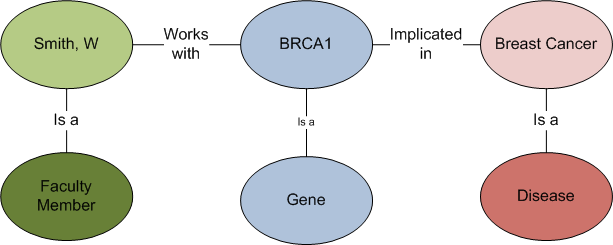 Smith, W
Works
with
BRCA1
Implicated
in
Breast Cancer
Is a
Is a
Is a
Faculty
Member
Gene
Disease